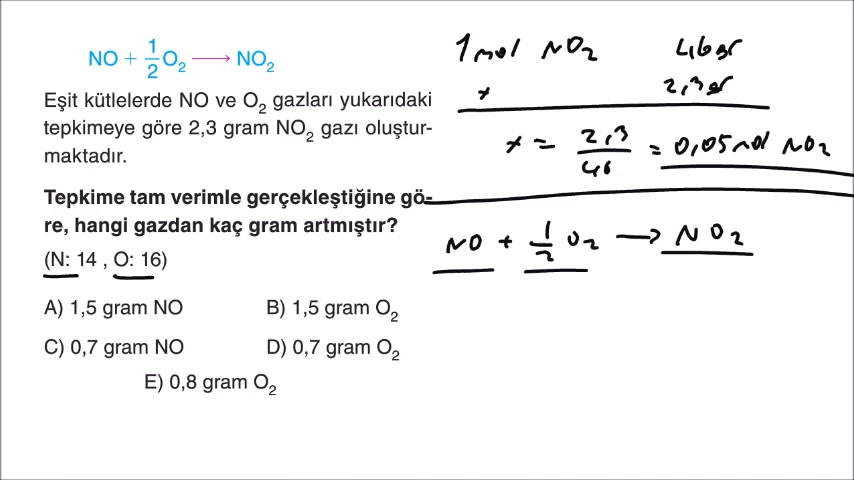 NO + 1/2 O2 → NO2
Eşit kütlelerde NO ve O2 gazları yukarıdaki
tepkimeye göre 2,3 gram NO2 gazı oluştur-
maktadır.
Tepkime tam verimle gerçekleştiğine gö-
re, hangi gazdan kaç gram artmıştır?
(N: 14 , O: 16)
A) 1,5 gram NO B) 1,5 gram O2
C) 0,7 gram NO D) 0,7 gram O2
E) 0,8 gram O2
1 mol NO2 46 gr
x 2,3 gr
x = 2,3/46 = 0,05 mol NO2
NO + 1/2 O2 → NO2